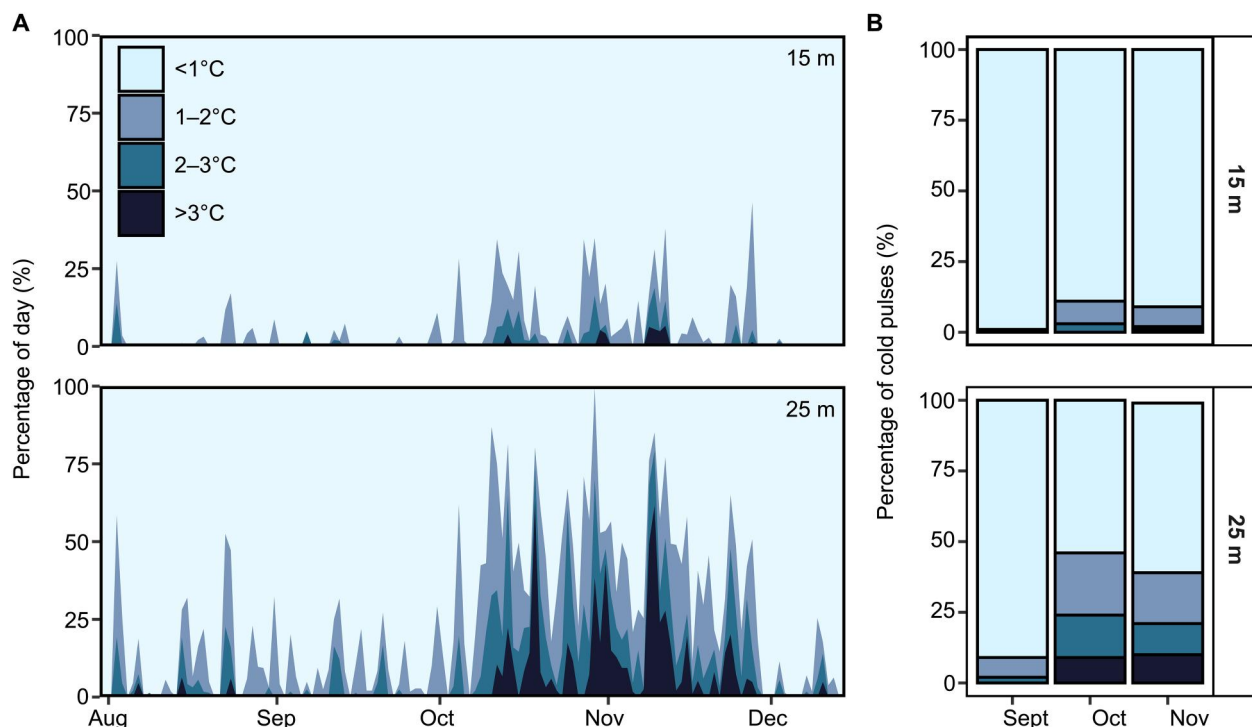 A
B
100
75
50
25
0
<1°C
1–2°C
2–3°C
>3°C
15 m
100
75
50
25
0
25 m
Percentage of day (%)
Aug Sep Oct Nov Dec
100
75
50
25
0
15 m
100
75
50
25
0
25 m
Percentage of cold pulses (%)
Sept Oct Nov